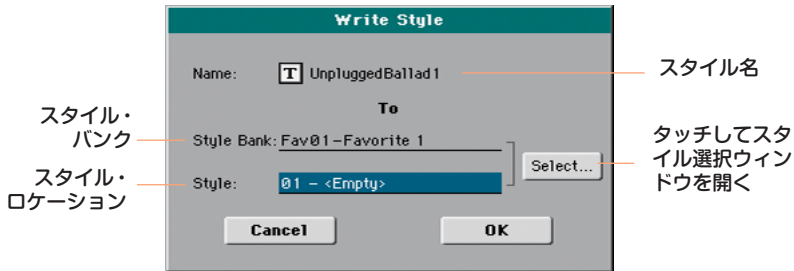 Write Style
Name: T UnpluggedBallad1
スタイル名
To
スタイル・
バンク
Style Bank: Fav01-Favorite 1
Select...
タッチしてスタ
イル選択ウィン
ドウを開く
スタイル・
ロケーション
Style: 01 - <Empty>
Cancel
OK